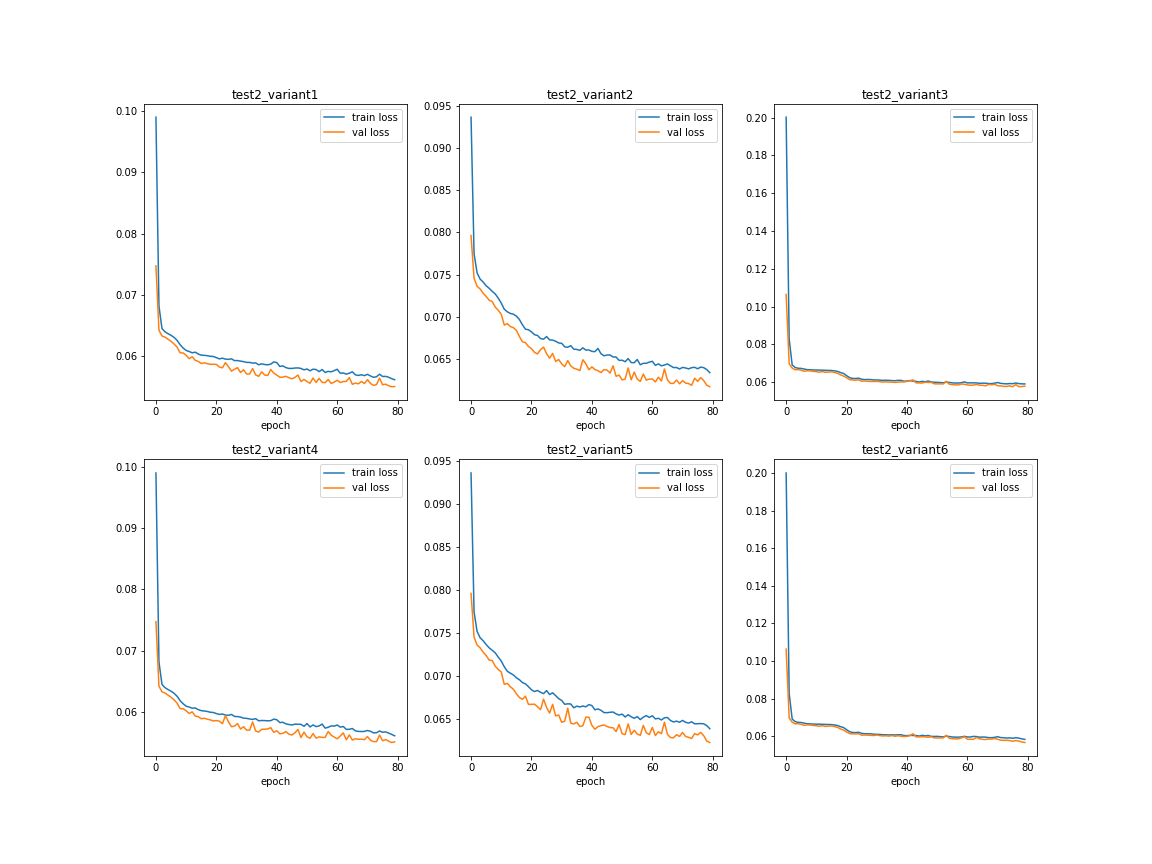 test2_variant1 test2_variant2 test2_variant3
0.10
0.09
0.08
0.07
0.06
train loss
val loss
0 20 40 60 80
epoch
0.095
0.090
0.085
0.080
0.075
0.070
0.065
train loss
val loss
0 20 40 60 80
epoch
0.20
0.18
0.16
0.14
0.12
0.10
0.08
0.06
train loss
val loss
0 20 40 60 80
epoch
test2_variant4 test2_variant5 test2_variant6
0.10
0.09
0.08
0.07
0.06
train loss
val loss
0 20 40 60 80
epoch
0.095
0.090
0.085
0.080
0.075
0.070
0.065
train loss
val loss
0 20 40 60 80
epoch
0.20
0.18
0.16
0.14
0.12
0.10
0.08
0.06
train loss
val loss
0 20 40 60 80
epoch